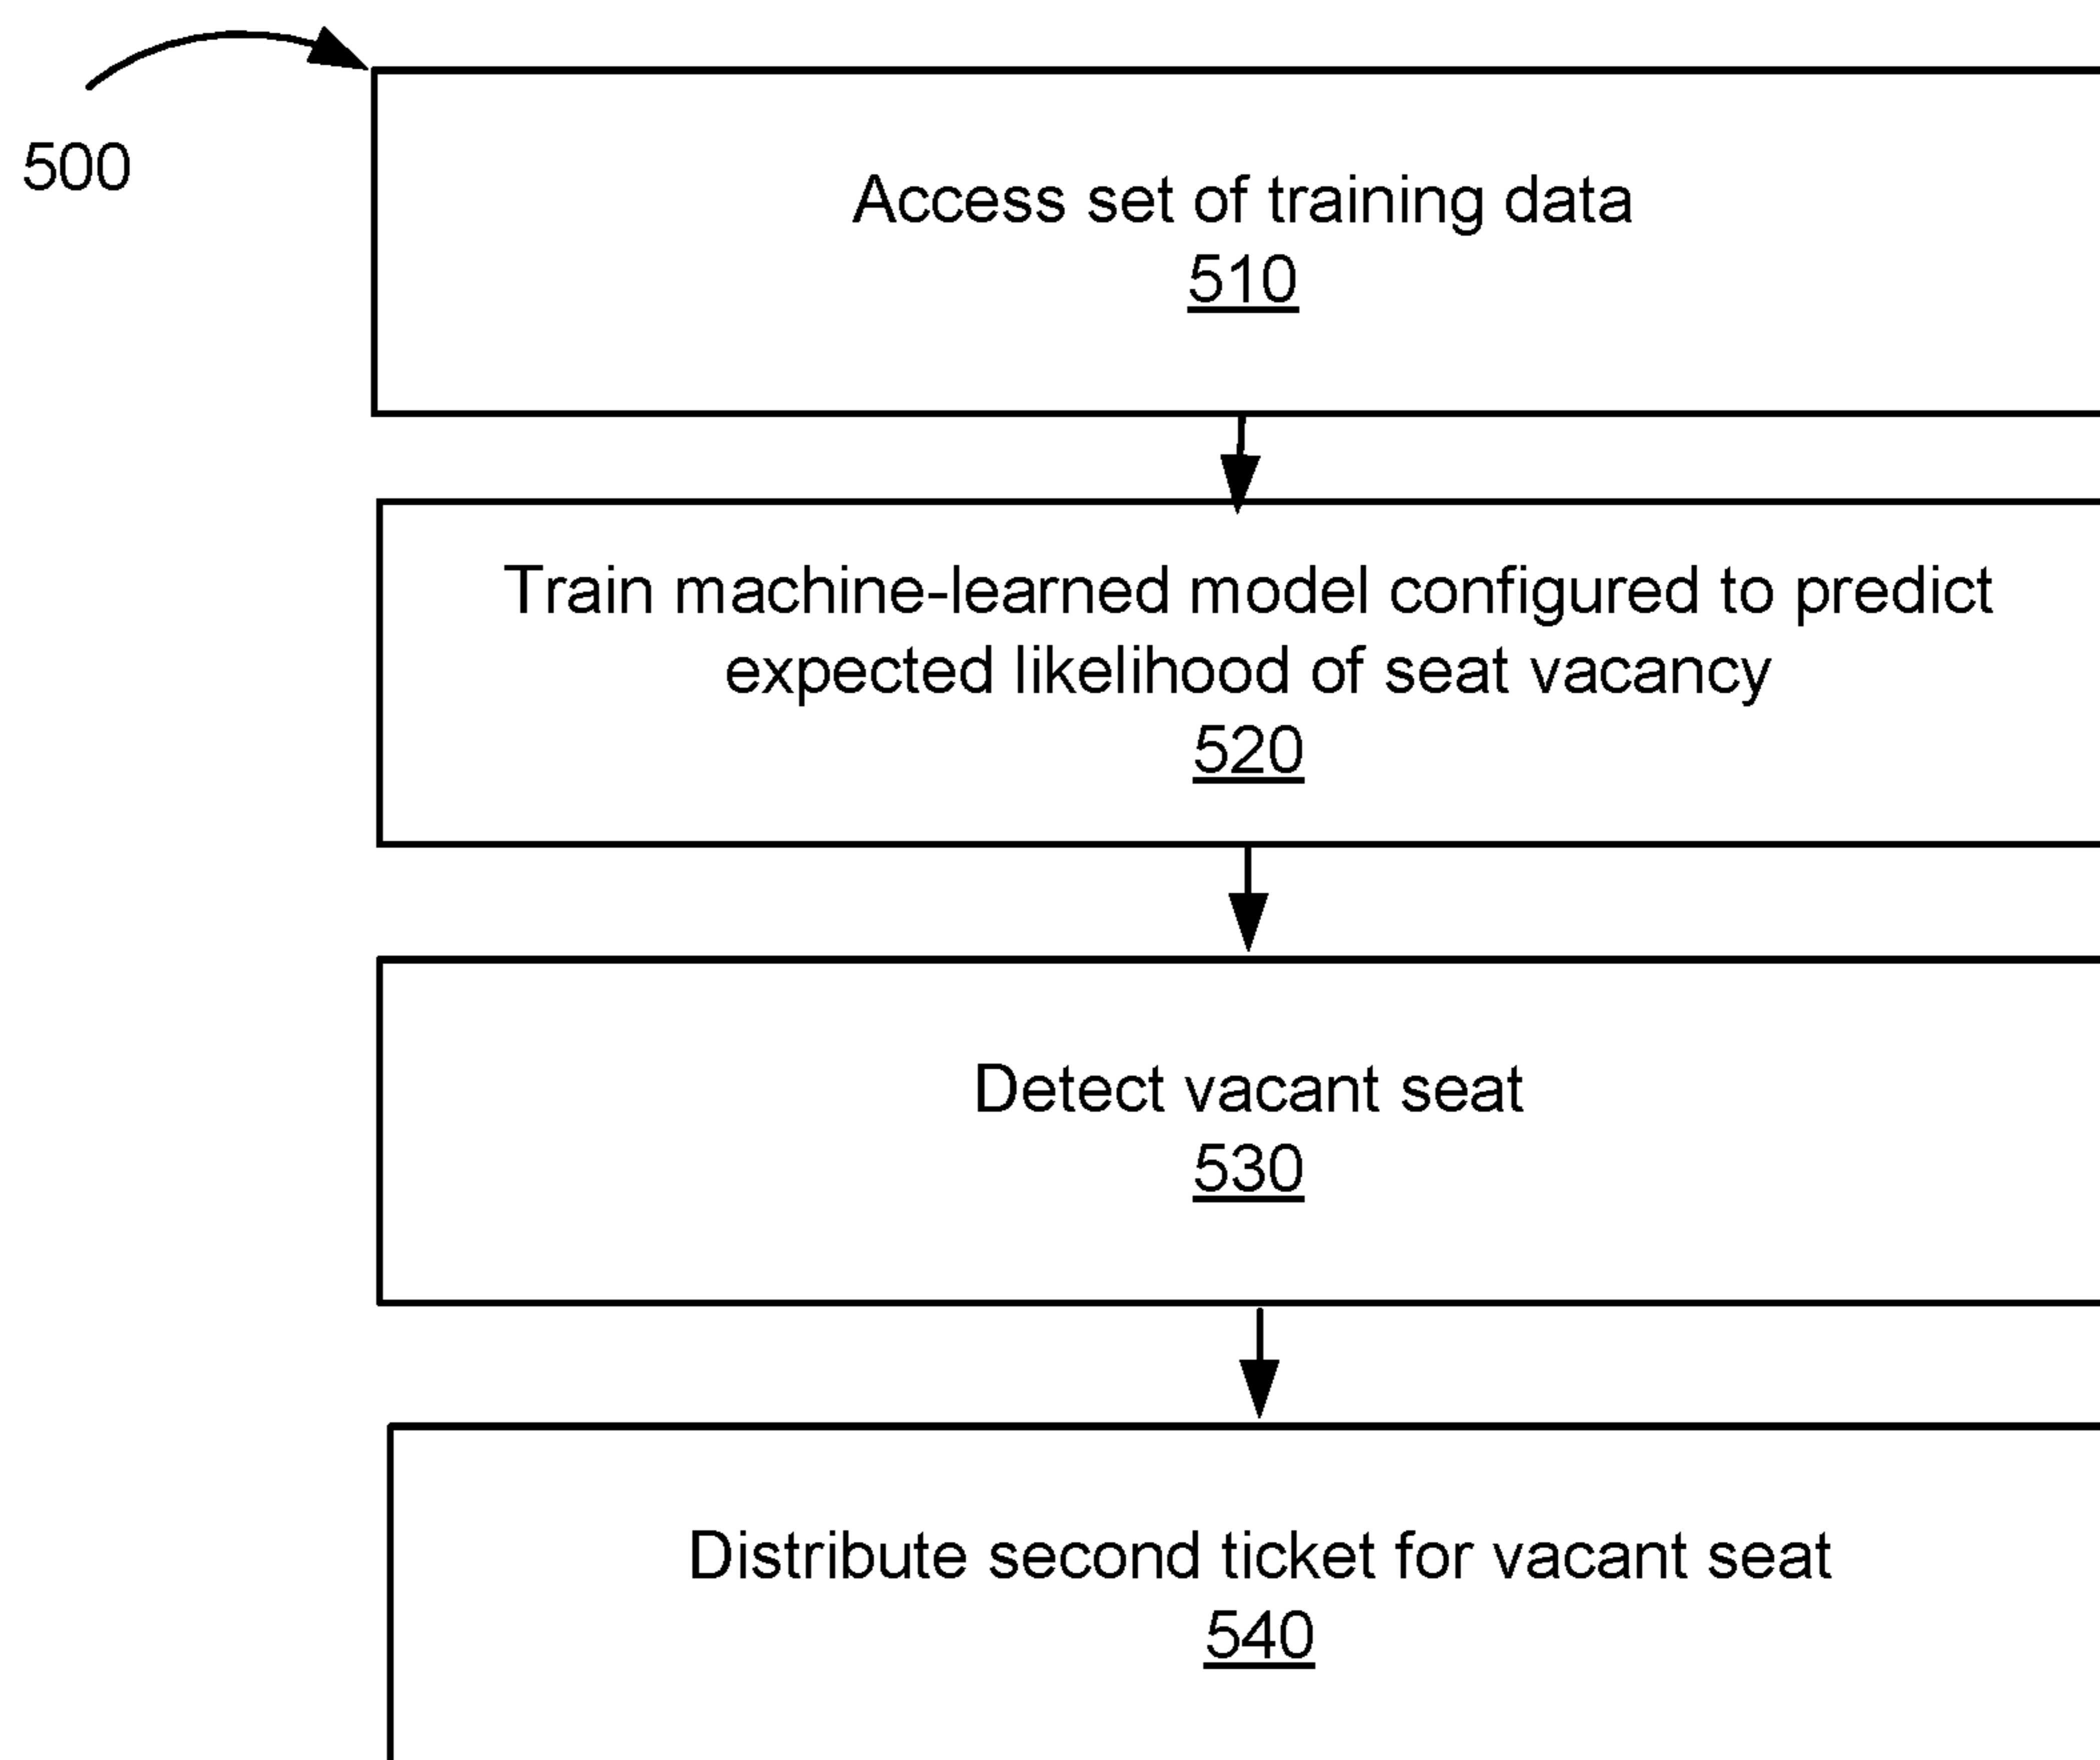 500
Access set of training data
510
Train machine-learned model configured to predict
expected likelihood of seat vacancy
520
Detect vacant seat
530
Distribute second ticket for vacant seat
540